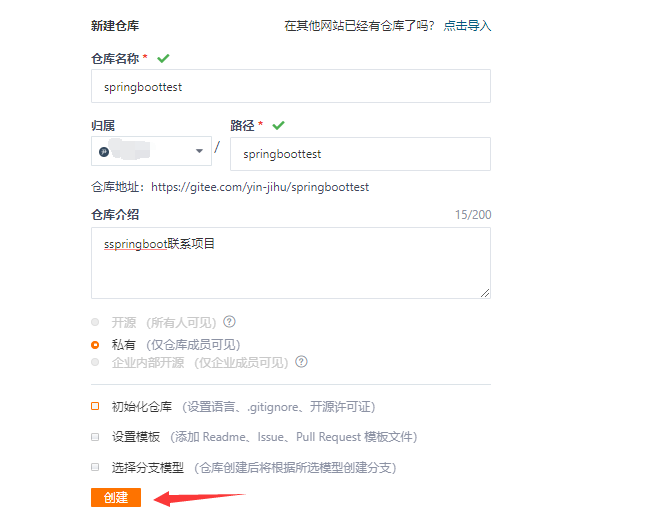 新建仓库 在其他网站已经有仓库了吗? 点击导入
仓库名称 *
springboottest
归属 路径 *
/ springboottest
仓库地址：https://gitee.com/yin-jihu/springboottest
仓库介绍 15/200
sspringboot联系项目
开源 （所有人可见） ?
私有 （仅仓库成员可见）
企业内部开源 （仅企业成员可见） ?
初始化仓库 （设置语言、.gitignore、开源许可证）
设置模板 （添加 Readme、Issue、Pull Request 模板文件）
选择分支模型 （仓库创建后将根据所选模型创建分支）
创建